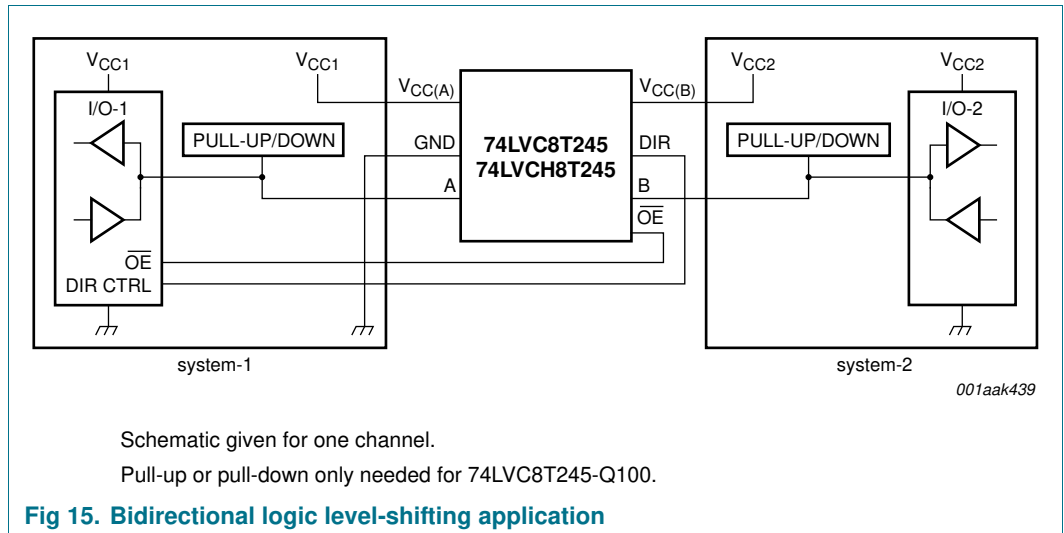 VCC1
VCC1
VCC(A)
VCC(B)
VCC2
VCC2
I/O-1
I/O-2
PULL-UP/DOWN
GND
74LVC8T245
74LVCH8T245
DIR
PULL-UP/DOWN
A
B
OE
OE
DIR CTRL
system-1
system-2
001aak439
Schematic given for one channel.
Pull-up or pull-down only needed for 74LVC8T245-Q100.
Fig 15. Bidirectional logic level-shifting application